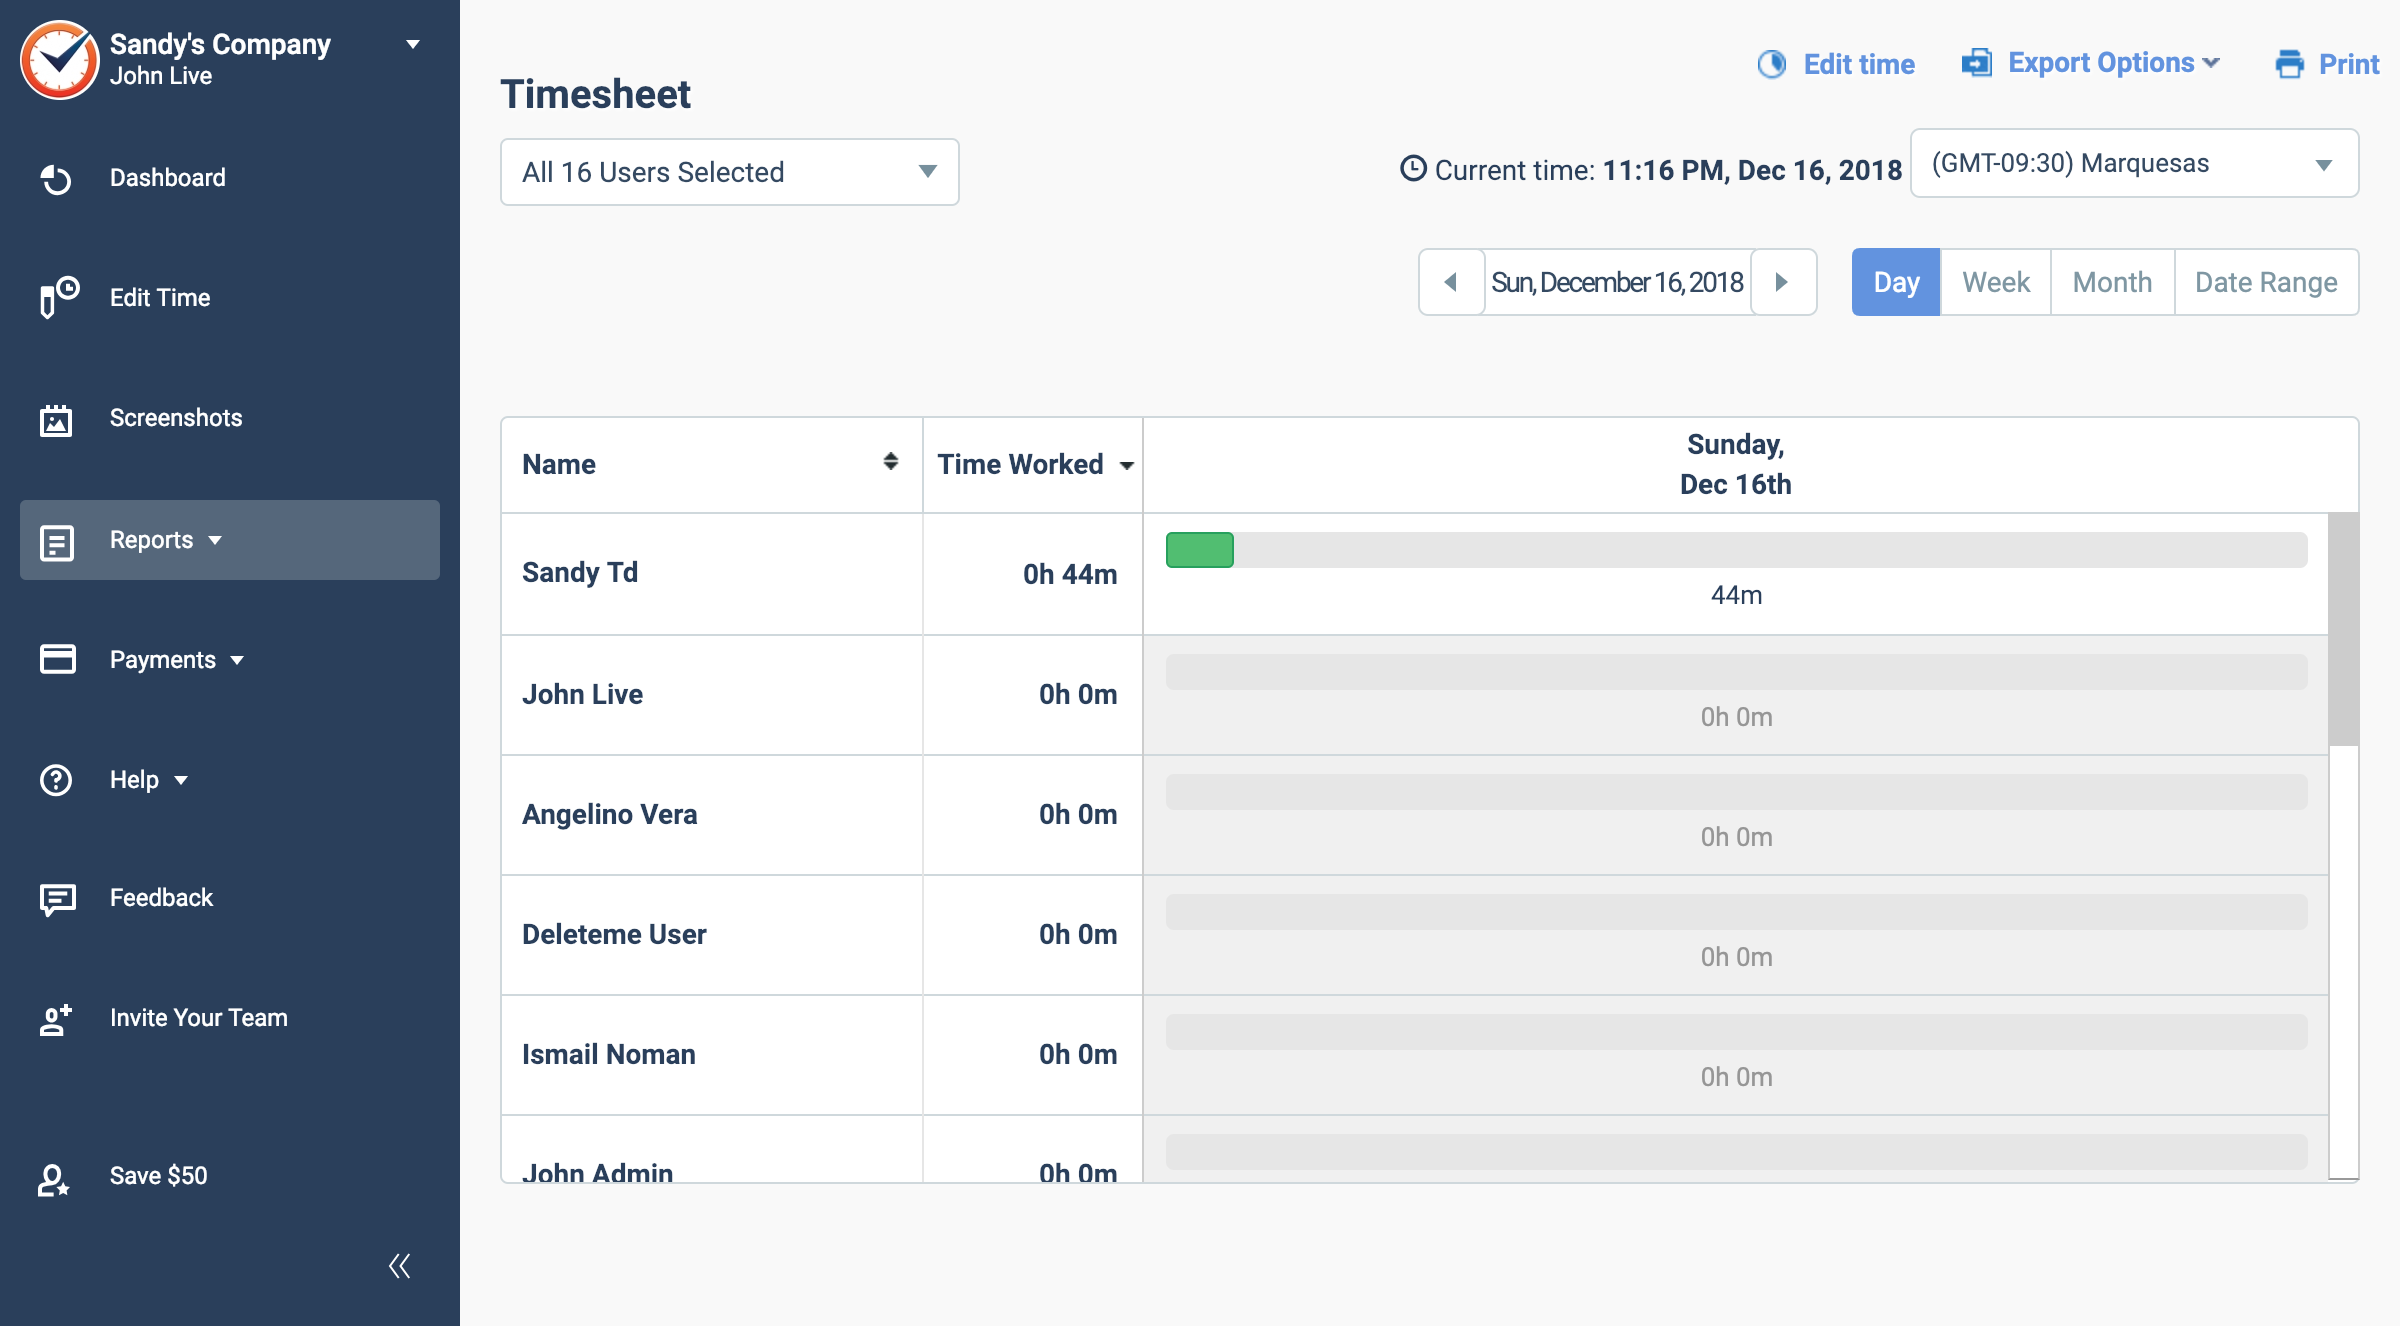 Sandy's Company
John Live
Dashboard
Edit Time
Screenshots
Reports
Payments
Help
Feedback
Invite Your Team
Save $50
Edit time
Export Options
Print
Timesheet
All 16 Users Selected
Current time: 11:16 PM, Dec 16, 2018
(GMT-09:30) Marquesas
Sun, December 16, 2018
Day
Week
Month
Date Range
Name
Time Worked
Sunday,
Dec 16th
Sandy Td
0h 44m
44m
John Live
0h 0m
0h 0m
Angelino Vera
0h 0m
0h 0m
Deleteme User
0h 0m
0h 0m
Ismail Noman
0h 0m
0h 0m
John Admin
0h 0m